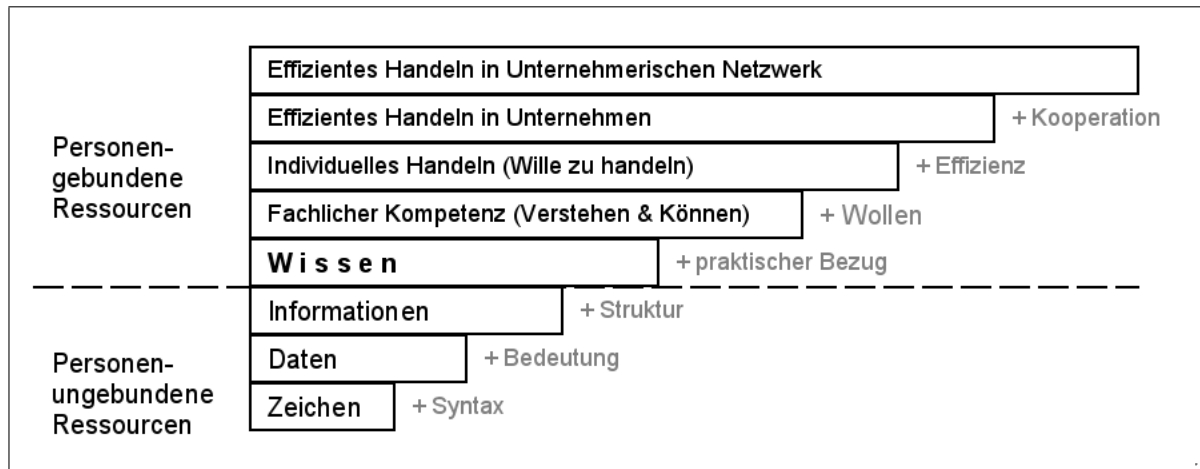 Effizientes Handeln in Unternehmerischen Netzwerk
Effizientes Handeln in Unternehmen
+ Kooperation
Personen-
gebundene
Ressourcen
Individuelles Handeln (Wille zu handeln)
+ Effizienz
Fachlicher Kompetenz (Verstehen & Können)
+ Wollen
Wissen
+ praktischer Bezug
Informationen
+ Struktur
Personen-
ungebundene
Ressourcen
Daten
+ Bedeutung
Zeichen
+ Syntax